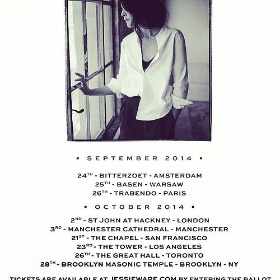 • SEPTEMBER 2014 •
24TH - BITTERZOET - AMSTERDAM
25TH - BASEN - WARSAW
26TH - TRABENDO - PARIS
• OCTOBER 2014 •
2ND - ST JOHN AT HACKNEY - LONDON
3RD - MANCHESTER CATHEDRAL - MANCHESTER
21ST - THE CHAPEL - SAN FRANCISCO
23RD - THE TOWER - LOS ANGELES
26TH - THE GREAT HALL - TORONTO
28TH - BROOKLYN MASONIC TEMPLE - BROOKLYN - NY
TICKETS ARE AVAILABLE AT JESSIEWARE.COM BY ENTERING THE BALLOT